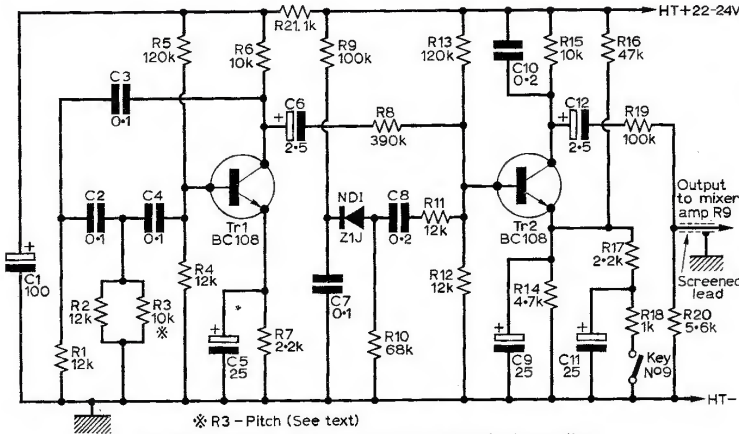 HT+22-24V
R21.1k
R5
120k
R6
10k
R9
100k
R13
120k
C10
0·2
R15
10k
R16
47k
C3
0·1
C6
+
2·5
R8
390k
C12
+
2·5
R19
100k
C2
0·1
C4
0·1
Tr1
BC108
ND1
Z1J
C8
0·2
R11
12k
Tr2
BC108
Output
to mixer
amp R9
+
C1
100
R2
12k
R3
10k
※
R4
12k
R12
12k
R17
2·2k
Screened
lead
R1
12k
+
C5
25
R7
2·2k
C7
0·1
R10
68k
+
C9
25
R14
4·7k
+
C11
25
R18
1k
Key
No9
R20
5·6k
HT-
※ R3-Pitch (See text)